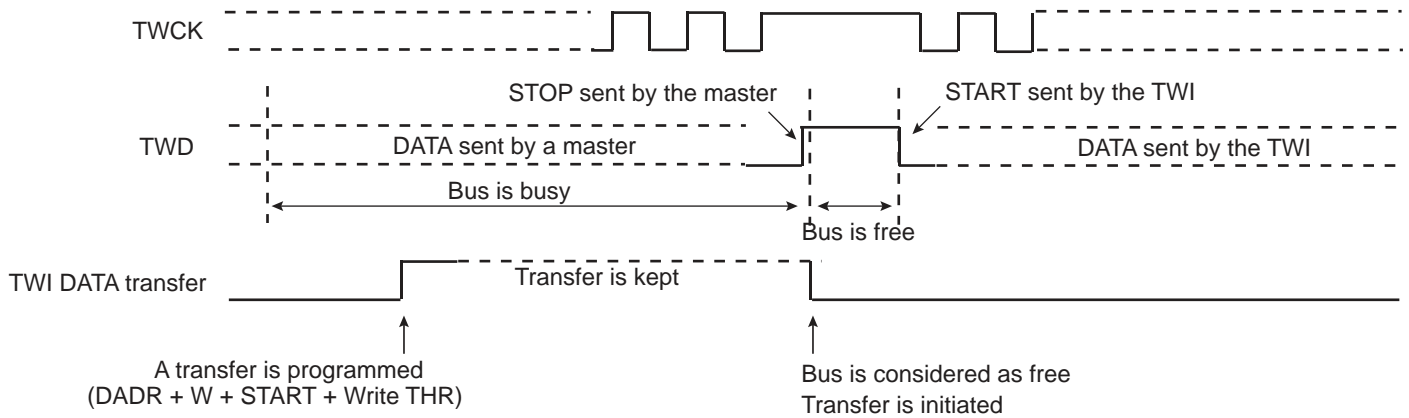 TWCK
STOP sent by the master
START sent by the TWI
TWD
DATA sent by a master
DATA sent by the TWI
Bus is busy
Bus is free
TWI DATA transfer
Transfer is kept
A transfer is programmed
(DADR + W + START + Write THR)
Bus is considered as free
Transfer is initiated